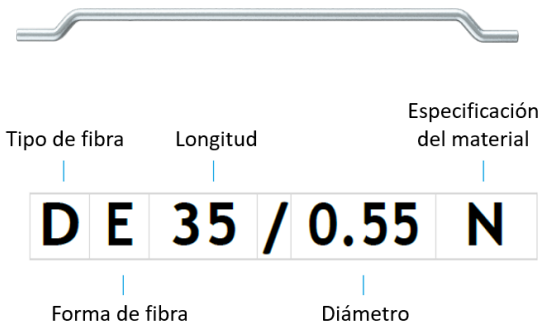 Especificación
del material
Tipo de fibra
Longitud
D E 35 / 0.55 N
Forma de fibra
Diámetro